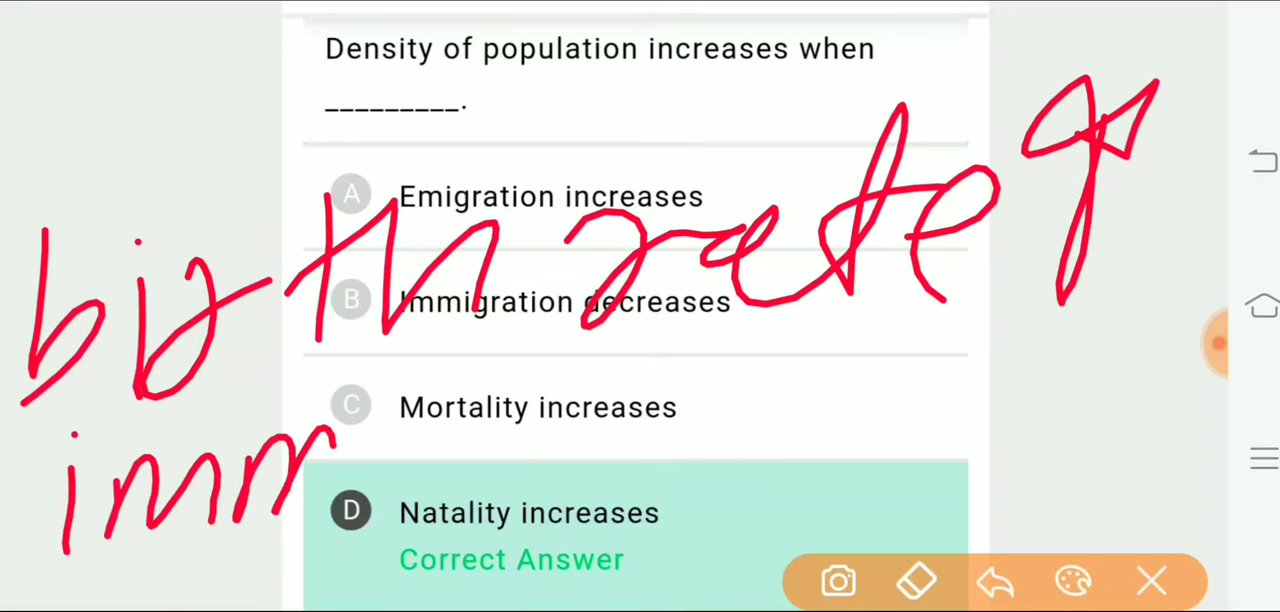 Density of population increases when
_________.
A Emigration increases
B Immigration decreases
C Mortality increases
D Natality increases
Correct Answer
birth rate ↑
imm